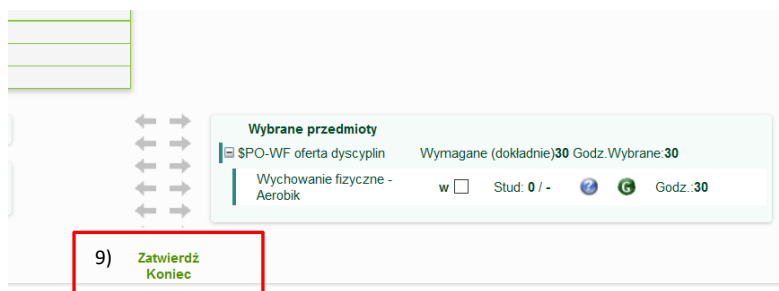 Wybrane przedmioty
$PO-WF oferta dyscyplin Wymagane (dokładnie)30 Godz.Wybrane:30
Wychowanie fizyczne -
Aerobik
w Stud: 0 / - ? G Godz.:30
9) Zatwierdź
Koniec